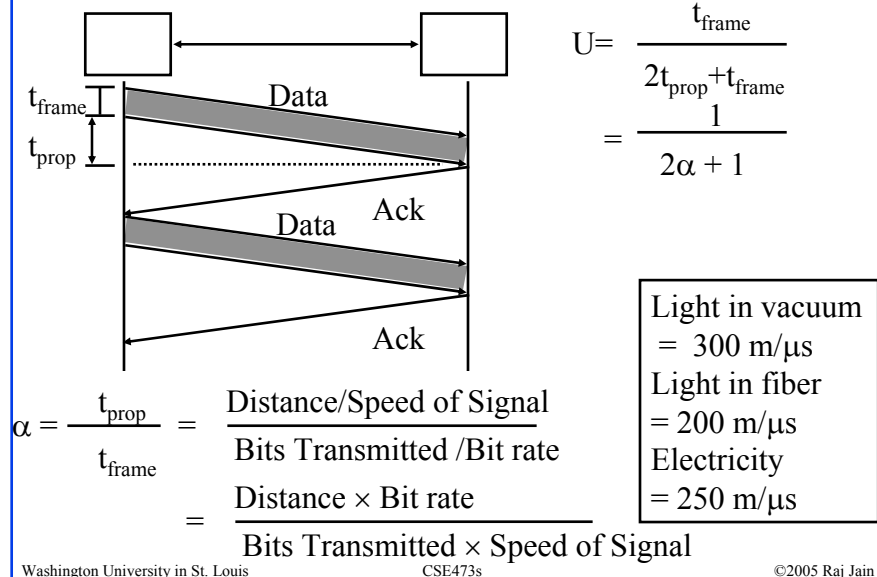 t_frame
Data
t_prop
Ack
Data
Ack
U= t_frame / 2t_prop+t_frame
= 1 / 2α + 1
Light in vacuum
= 300 m/μs
Light in fiber
= 200 m/μs
Electricity
= 250 m/μs
α = t_prop / t_frame = Distance/Speed of Signal / Bits Transmitted /Bit rate
= Distance × Bit rate / Bits Transmitted × Speed of Signal
Washington University in St. Louis
CSE473s
©2005 Raj Jain